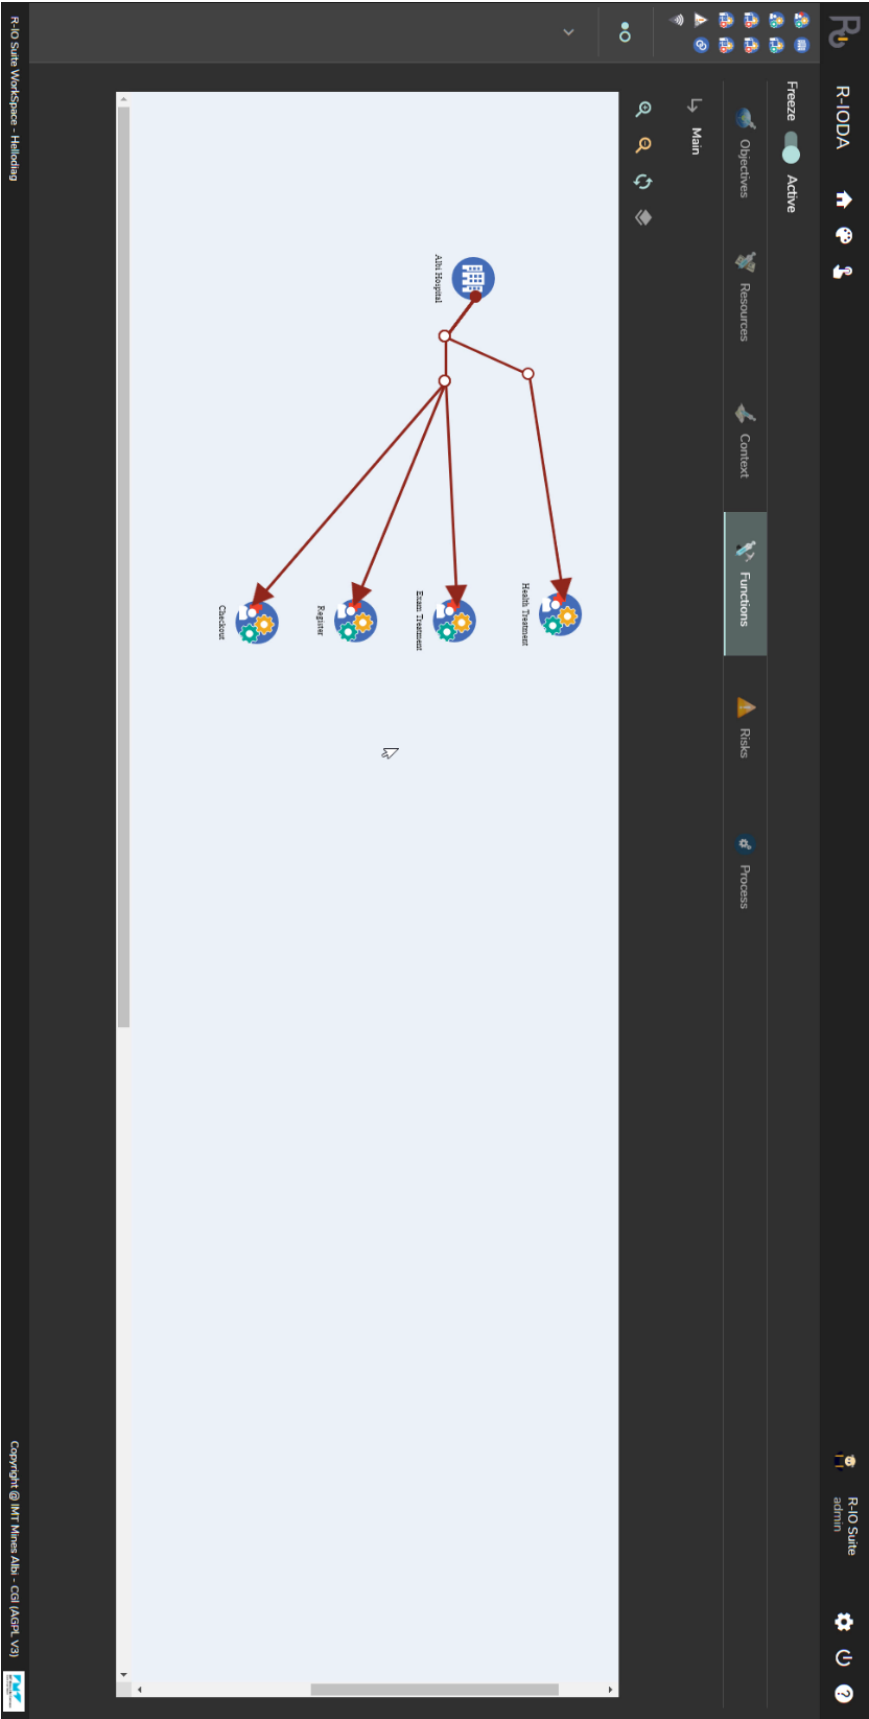 R-IODA
R-IO Suite
admin
Freeze
Active
Objectives
Resources
Context
Functions
Risks
Process
Main
Health Treatment
Albi Hospital
Exam Treatment
Register
Checkout
R-IO Suite WorkSpace - Hellodiag
Copyright @ IMT Mines Albi - CGI (AGPL V3)